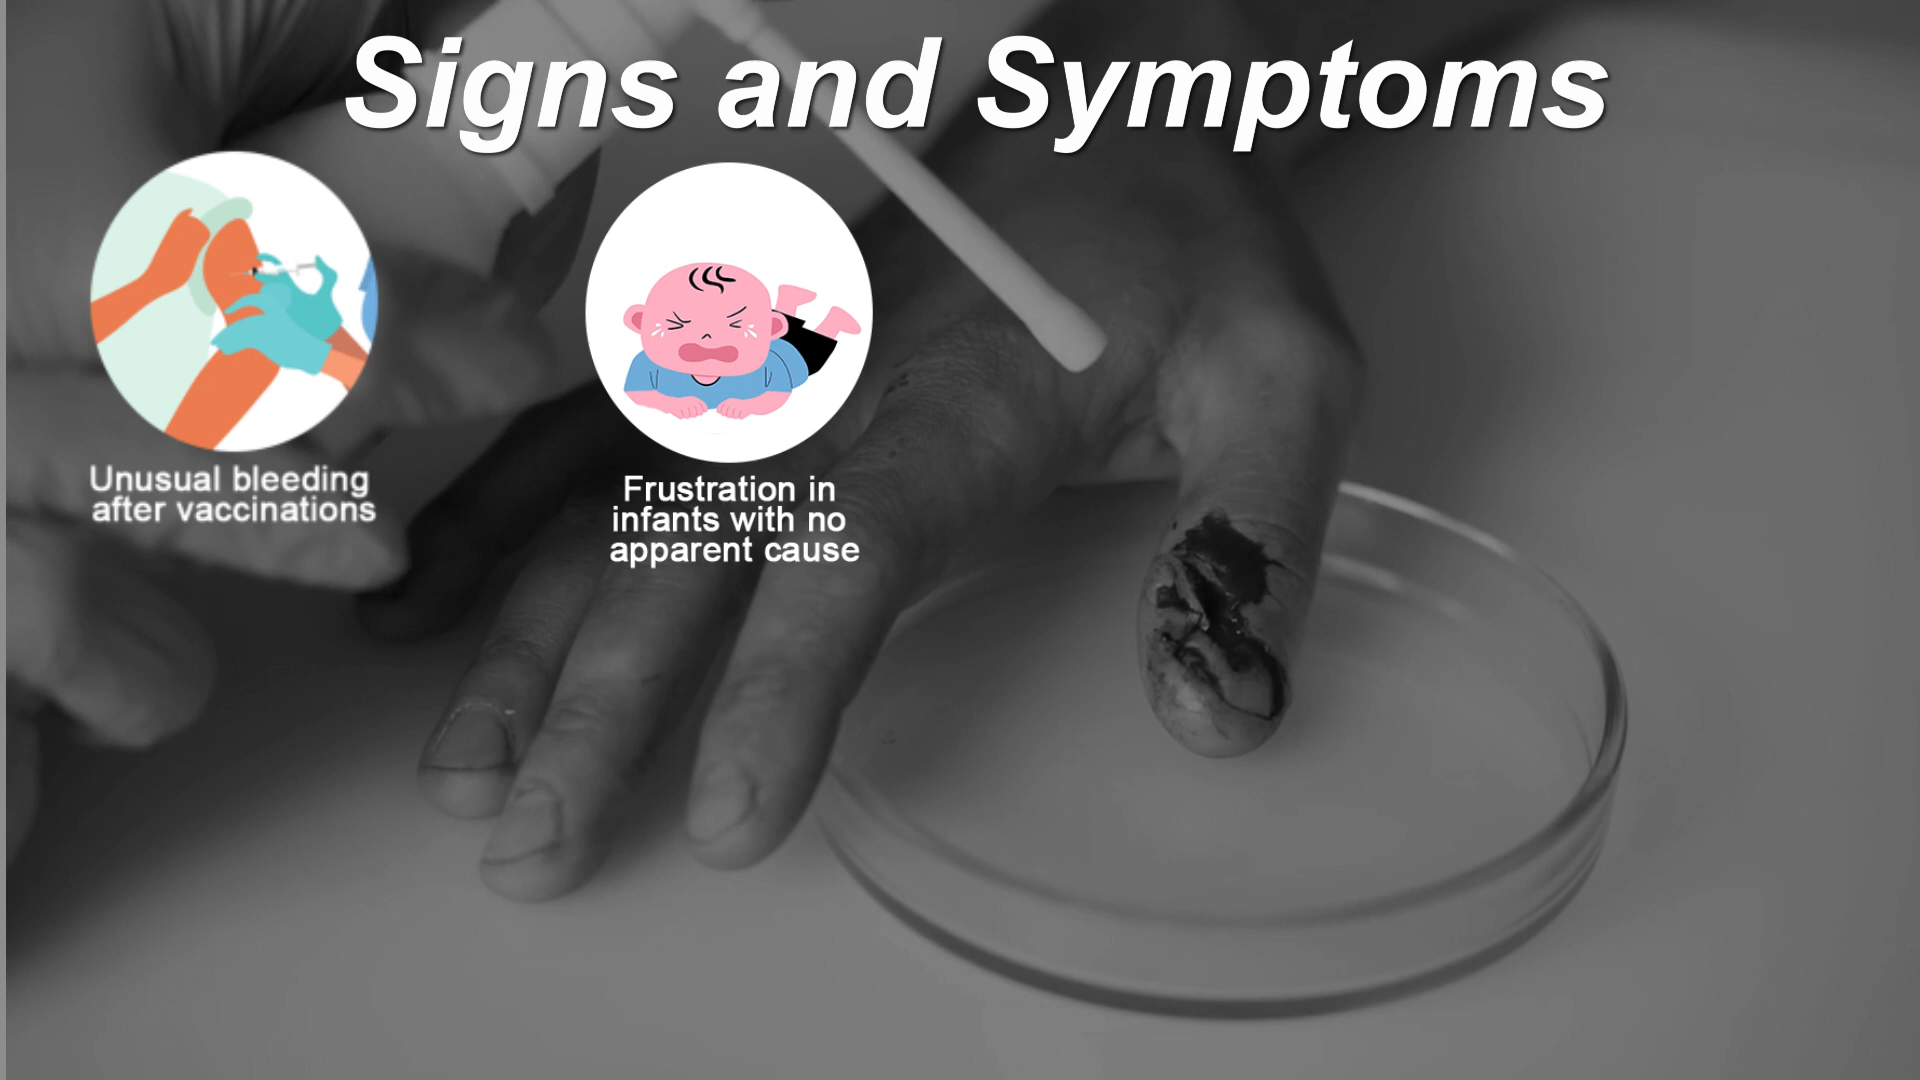 Signs and Symptoms
Unusual bleeding
after vaccinations
Frustration in
infants with no
apparent cause